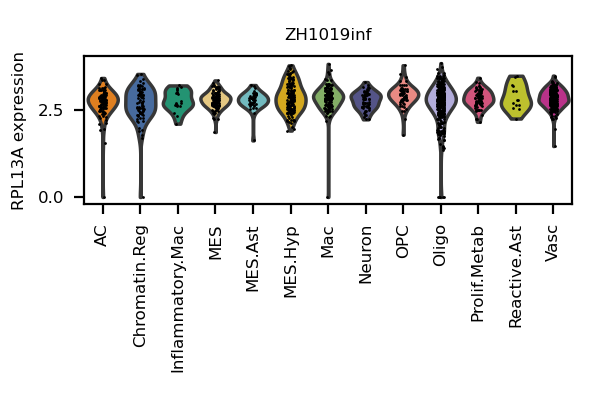 ZH1019inf
RPL13A expression
2.5
0.0
AC
Chromatin.Reg
Inflammatory.Mac
MES
MES.Ast
MES.Hyp
Mac
Neuron
OPC
Oligo
Prolif.Metab
Reactive.Ast
Vasc